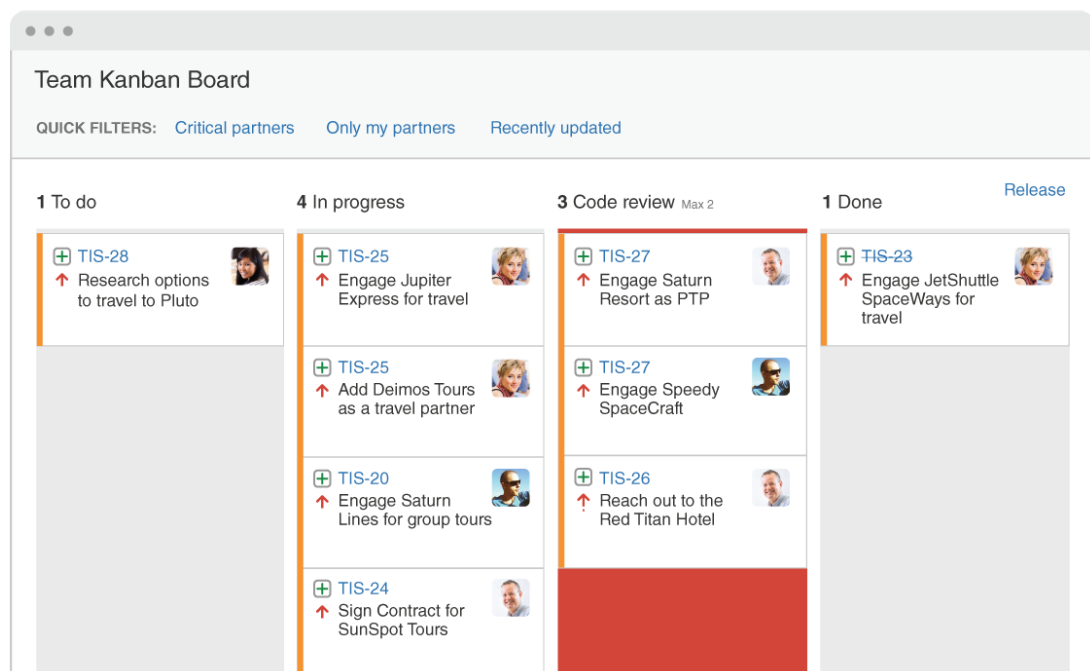 Team Kanban Board
QUICK FILTERS: Critical partners Only my partners Recently updated
Release
1 To do
TIS-28
Research options
to travel to Pluto
4 In progress
TIS-25
Engage Jupiter
Express for travel
TIS-25
Add Deimos Tours
as a travel partner
TIS-20
Engage Saturn
Lines for group tours
TIS-24
Sign Contract for
SunSpot Tours
3 Code review Max 2
TIS-27
Engage Saturn
Resort as PTP
TIS-27
Engage Speedy
SpaceCraft
TIS-26
Reach out to the
Red Titan Hotel
1 Done
TIS-23
Engage JetShuttle
SpaceWays for
travel